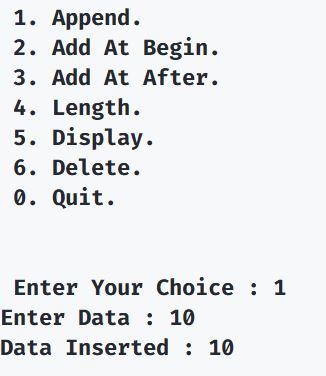 1. Append.
2. Add At Begin.
3. Add At After.
4. Length.
5. Display.
6. Delete.
0. Quit.
Enter Your Choice : 1
Enter Data : 10
Data Inserted : 10